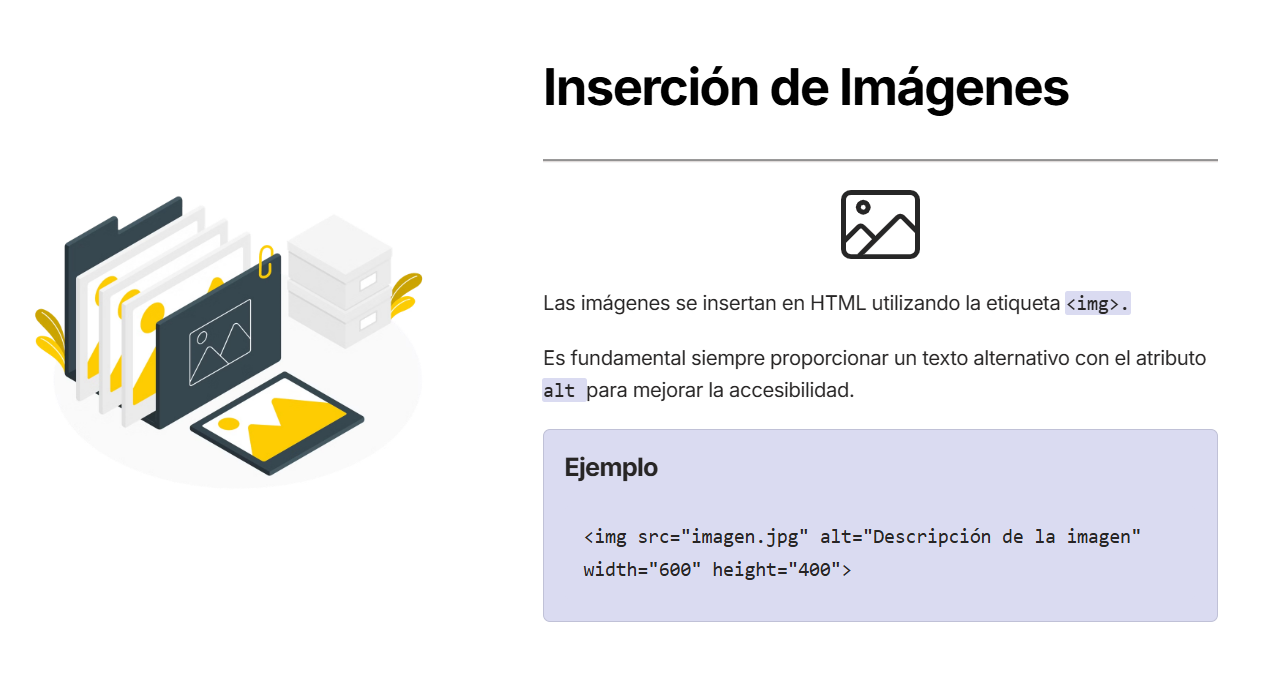 Inserción de Imágenes
Las imágenes se insertan en HTML utilizando la etiqueta <img>.
Es fundamental siempre proporcionar un texto alternativo con el atributo
alt para mejorar la accesibilidad.
Ejemplo
<img src="imagen.jpg" alt="Descripción de la imagen"
width="600" height="400">